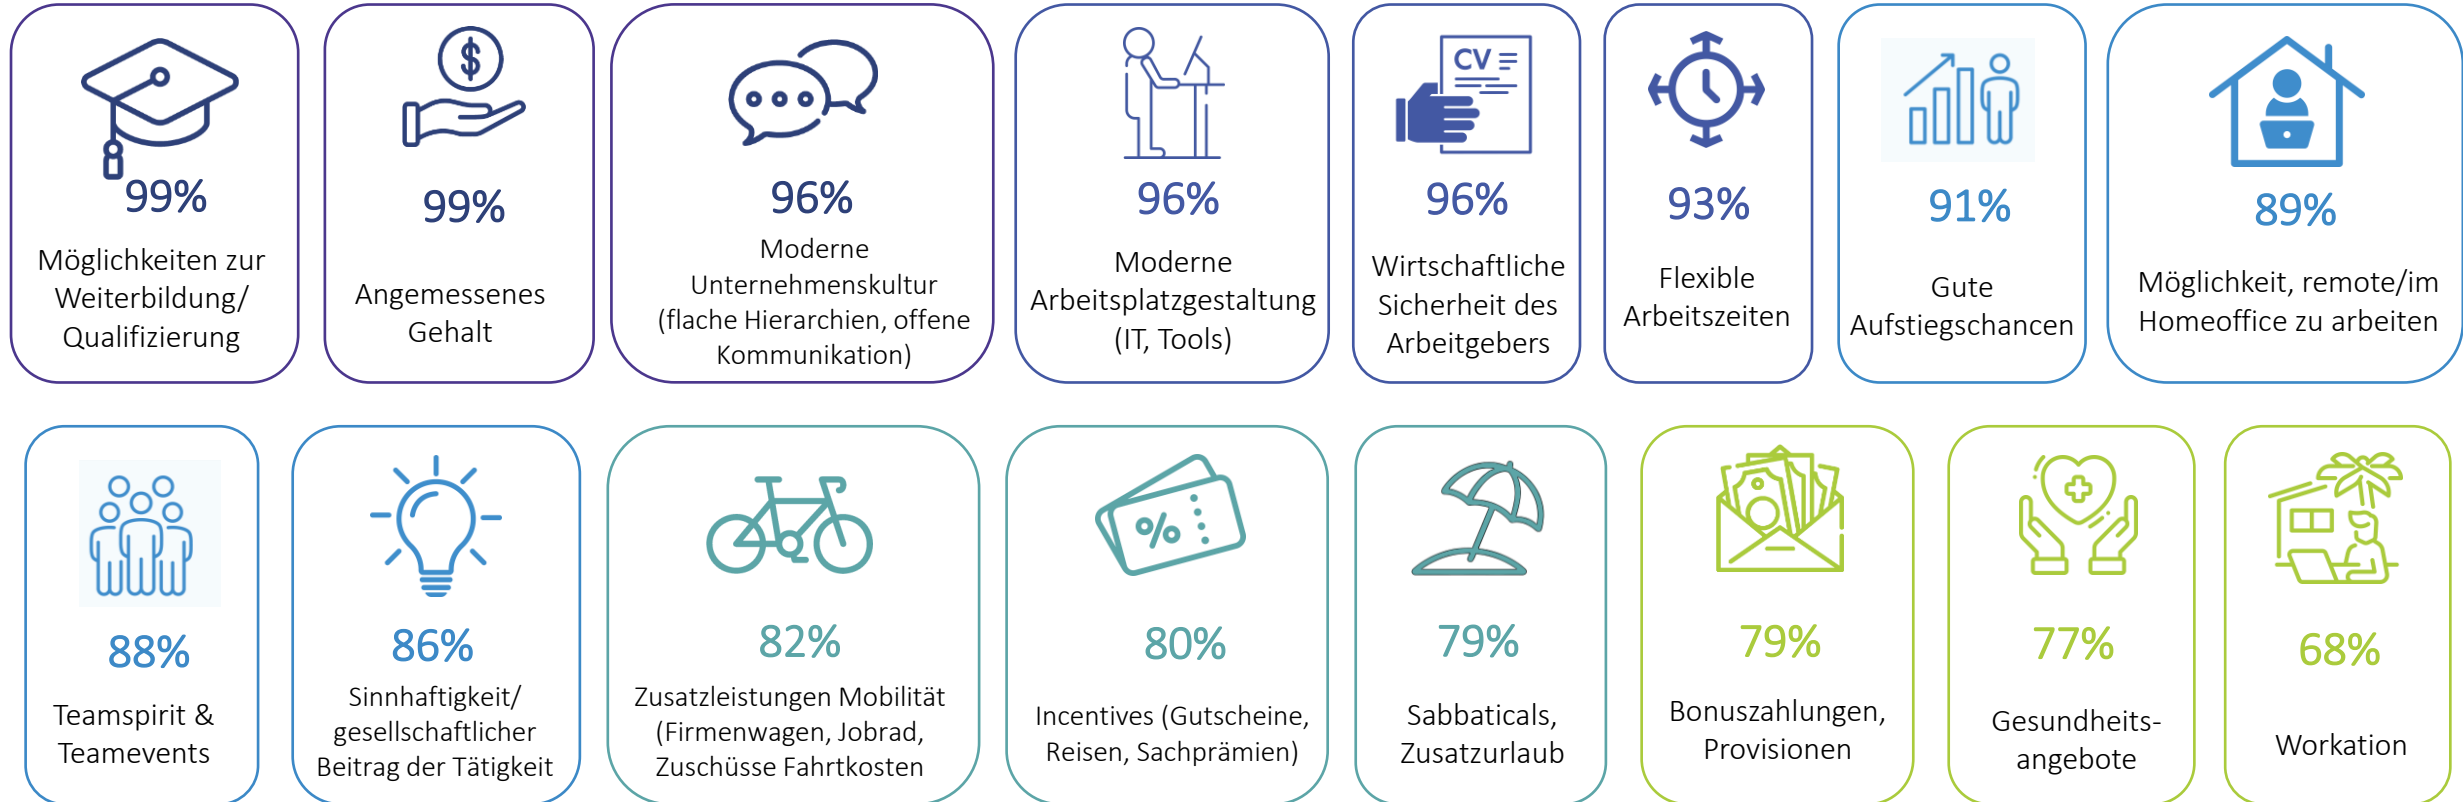 99%
Möglichkeiten zur
Weiterbildung/
Qualifizierung
$
99%
Angemessenes
Gehalt
96%
Moderne
Unternehmenskultur
(flache Hierarchien, offene
Kommunikation)
96%
Moderne
Arbeitsplatzgestaltung
(IT, Tools)
CV
96%
Wirtschaftliche
Sicherheit des
Arbeitgebers
93%
Flexible
Arbeitszeiten
91%
Gute
Aufstiegschancen
89%
Möglichkeit, remote/im
Homeoffice zu arbeiten
88%
Teamspirit &
Teamevents
86%
Sinnhaftigkeit/
gesellschaftlicher
Beitrag der Tätigkeit
82%
Zusatzleistungen Mobilität
(Firmenwagen, Jobrad,
Zuschüsse Fahrtkosten
%
80%
Incentives (Gutscheine,
Reisen, Sachprämien)
79%
Sabbaticals,
Zusatzurlaub
79%
Bonuszahlungen,
Provisionen
77%
Gesundheits-
angebote
68%
Workation